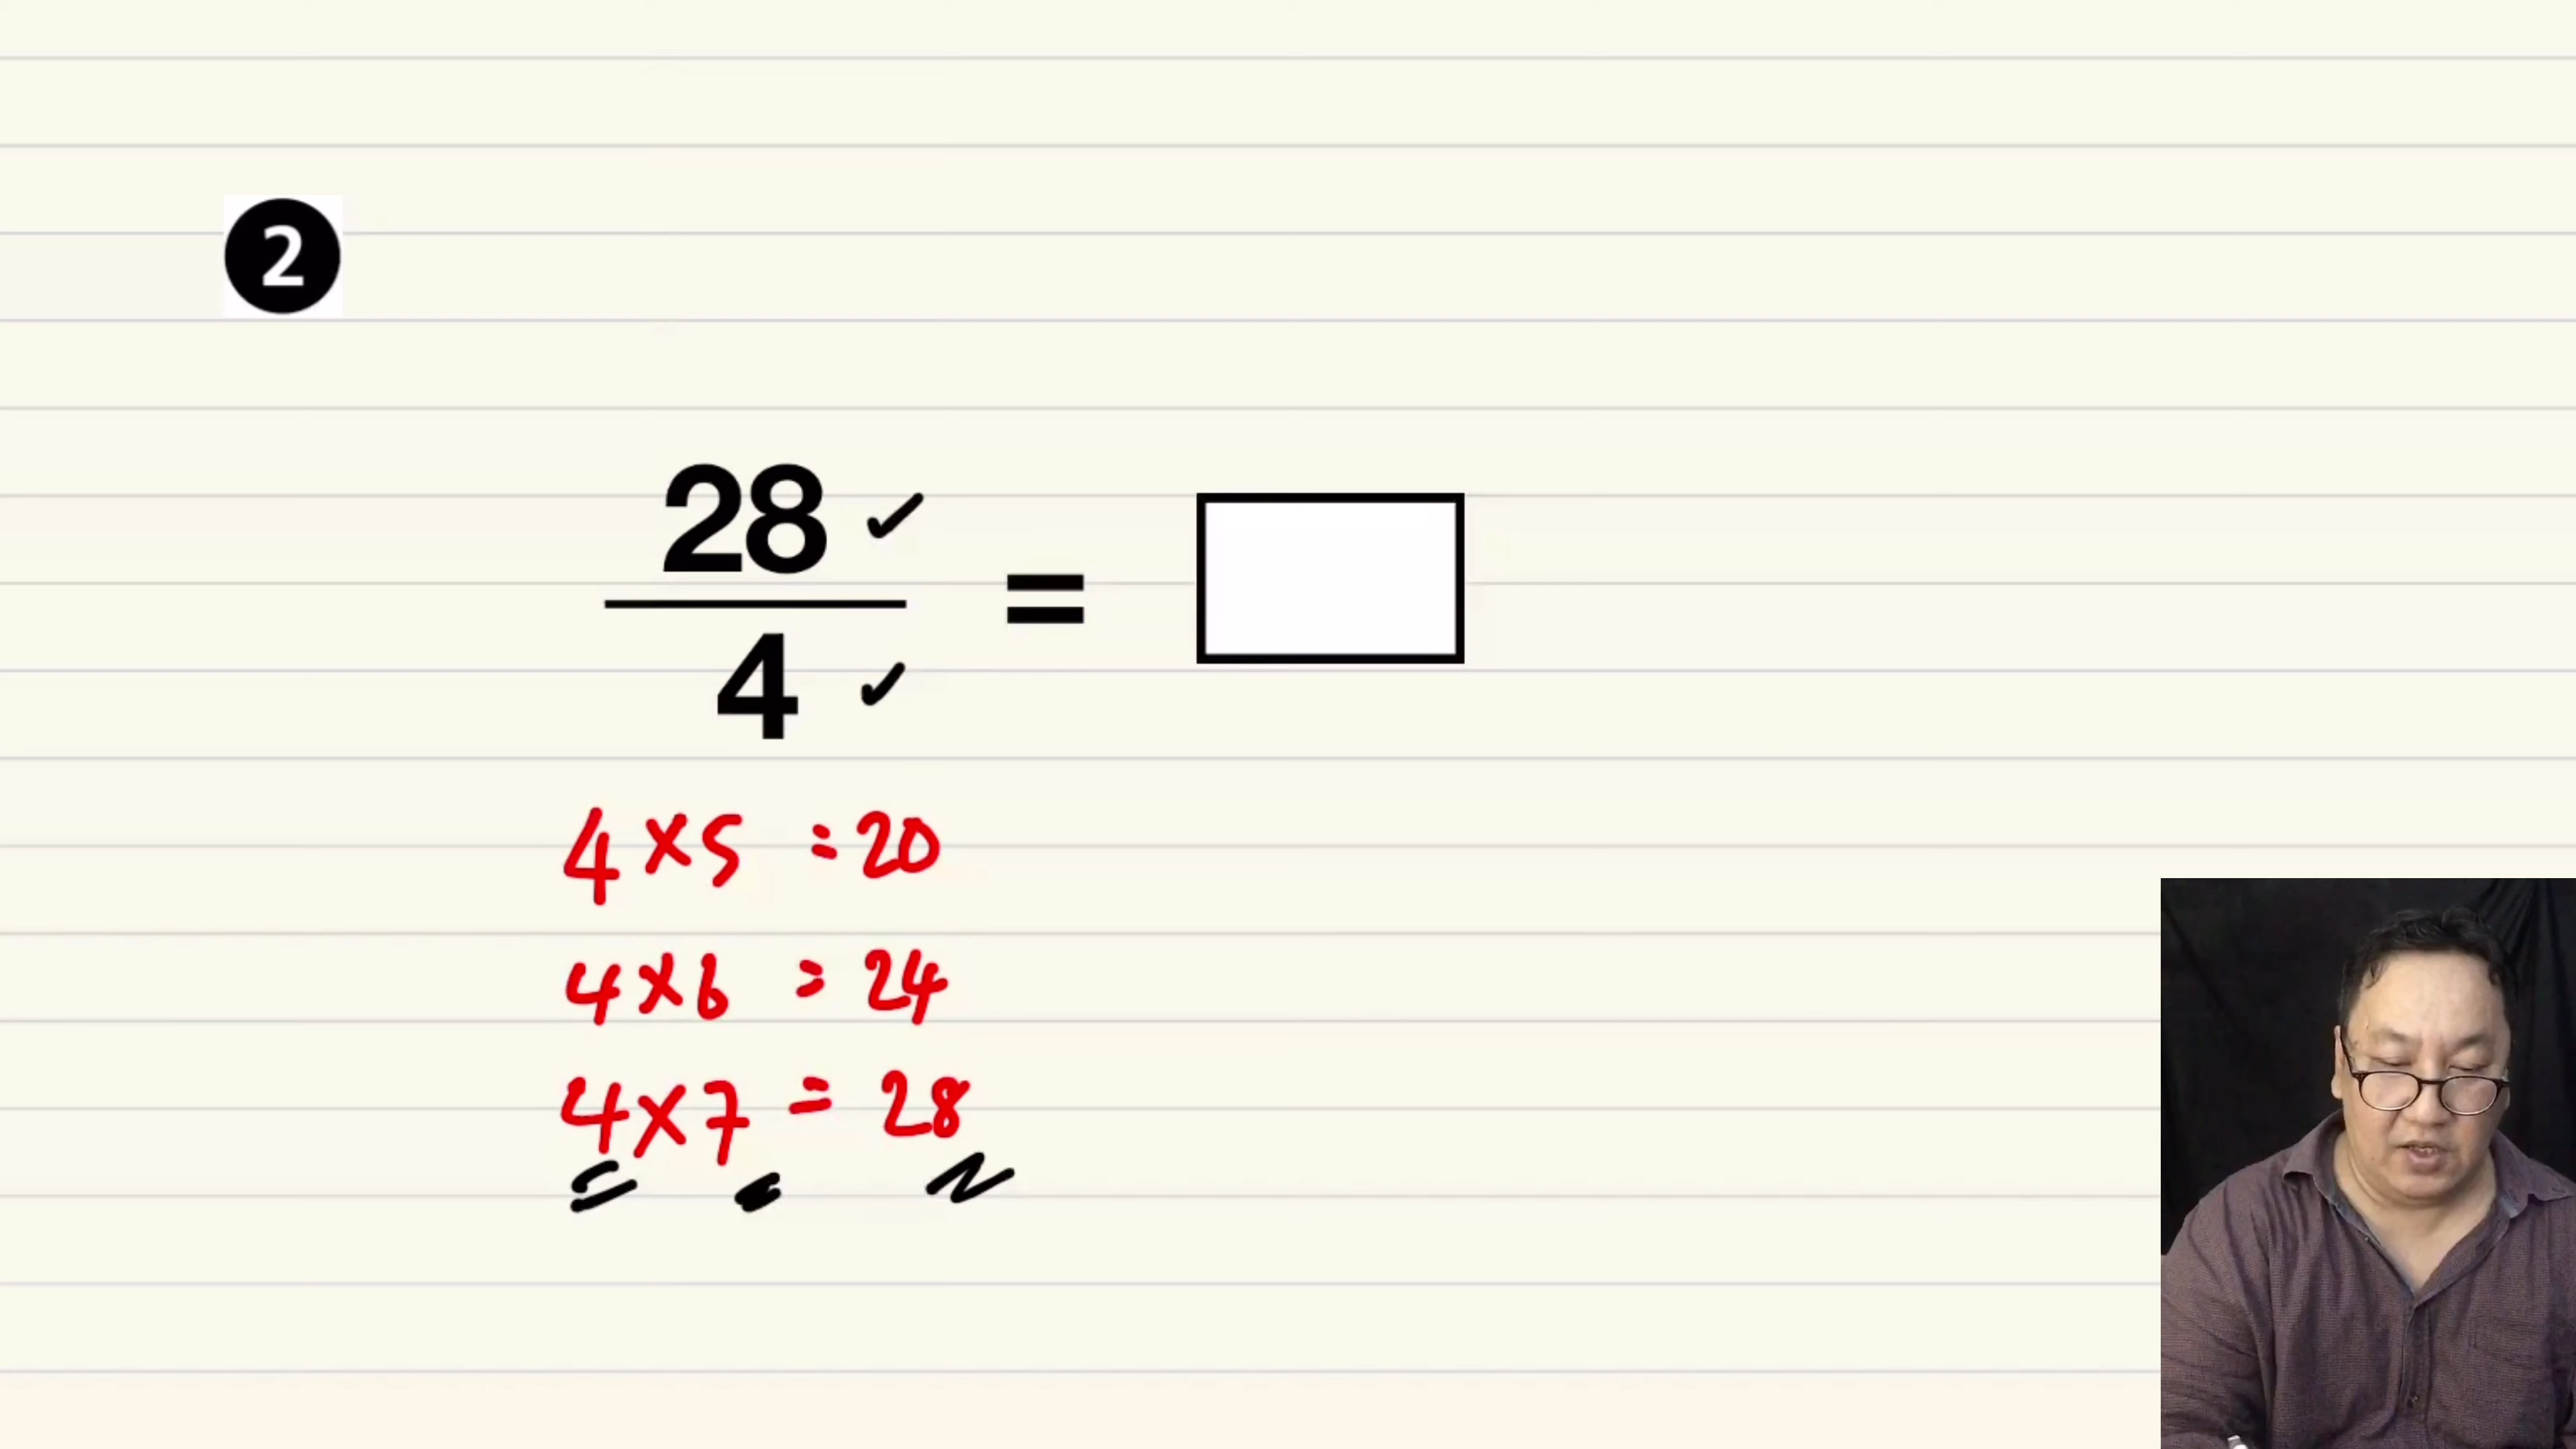 2
28 ✓
4 ✓
=
4 × 5 = 20
4 × 6 = 24
4 × 7 = 28